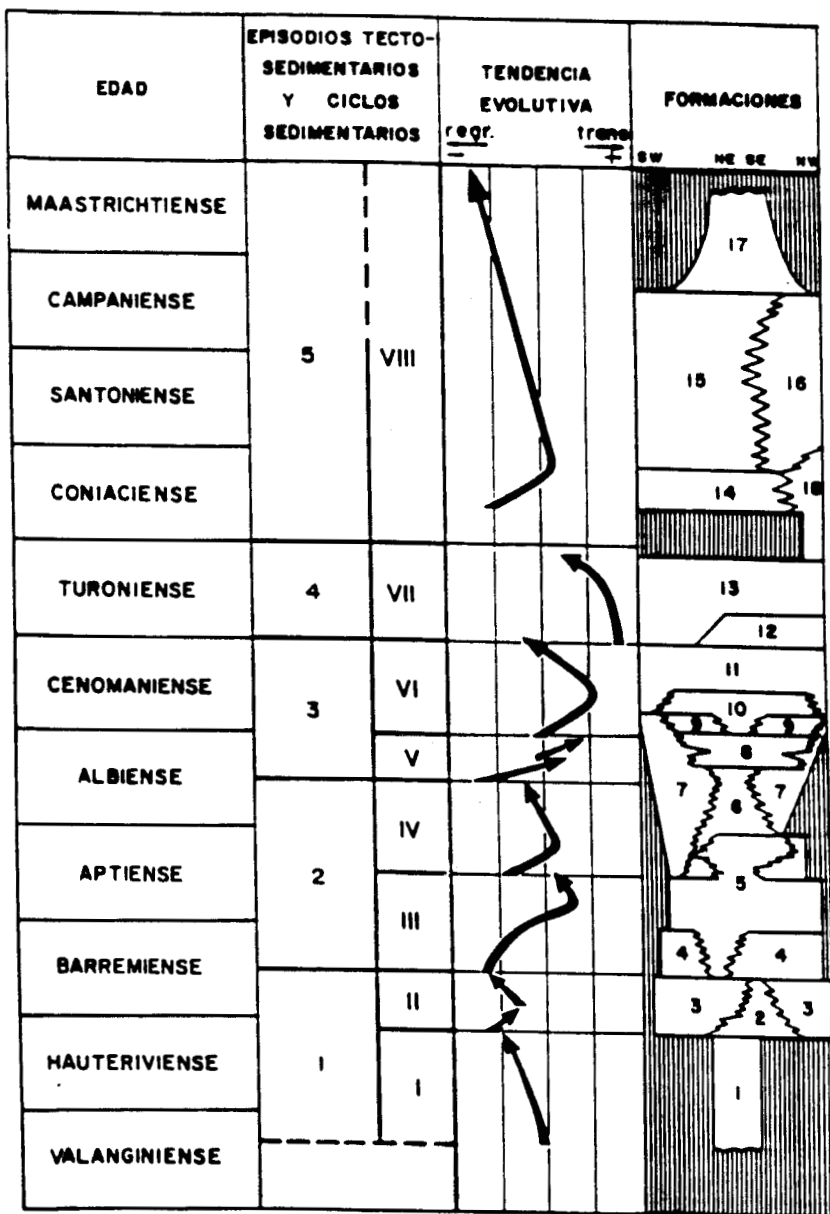 EDAD
EPISODIOS TECTO-
SEDIMENTARIOS
Y CICLOS
SEDIMENTARIOS
TENDENCIA
EVOLUTIVA
regr. trans
- +
FORMACIONES
SW NE SE NW
MAASTRICHTIENSE
17
CAMPANIENSE
5 VIII
15 16
SANTONIENSE
CONIACIENSE
14 18
TURONIENSE
4 VII
13
12
CENOMANIENSE
3 VI
11
10
9 9
V
8
ALBIENSE
7 6 7
IV
APTIENSE
2
5
III
BARREMIENSE
4 4
II
3 2 3
HAUTERIVIENSE
1 I
1
VALANGINIENSE